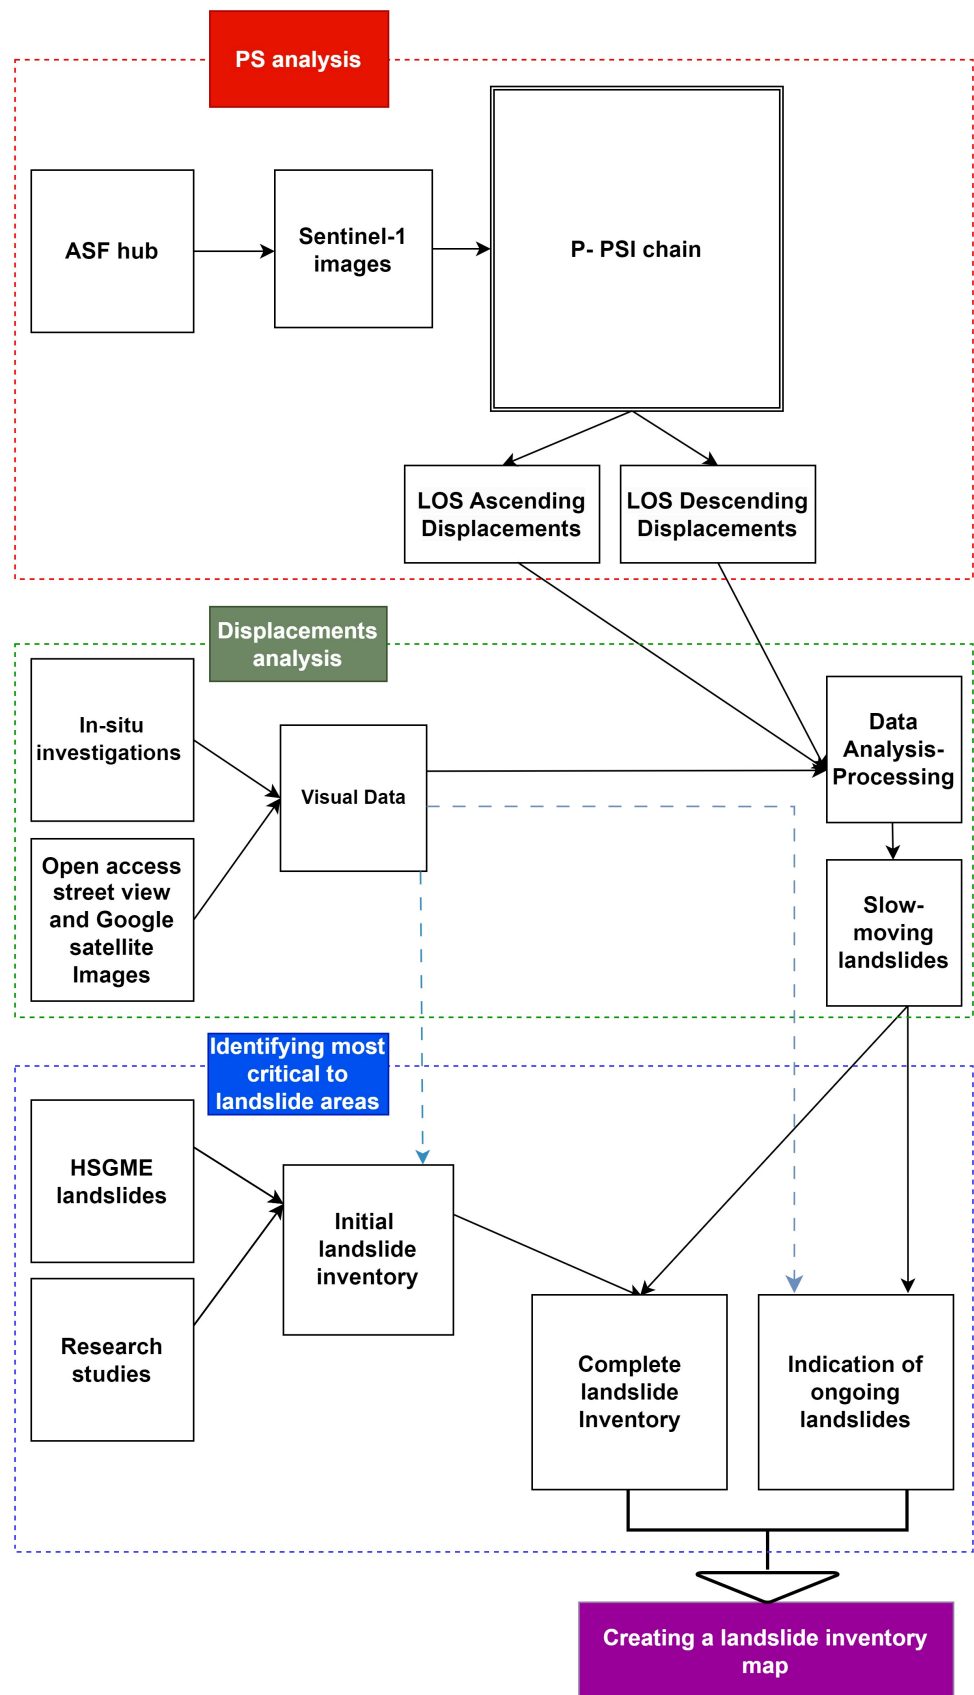 PS analysis
ASF hub
Sentinel-1
images
P- PSI chain
LOS Ascending
Displacements
LOS Descending
Displacements
Displacements
analysis
In-situ
investigations
Visual Data
Data
Analysis-
Processing
Open access
street view
and Google
satellite
Images
Slow-
moving
landslides
Identifying most
critical to
landslide areas
HSGME
landslides
Initial
landslide
inventory
Research
studies
Complete
landslide
Inventory
Indication of
ongoing
landslides
Creating a landslide inventory
map